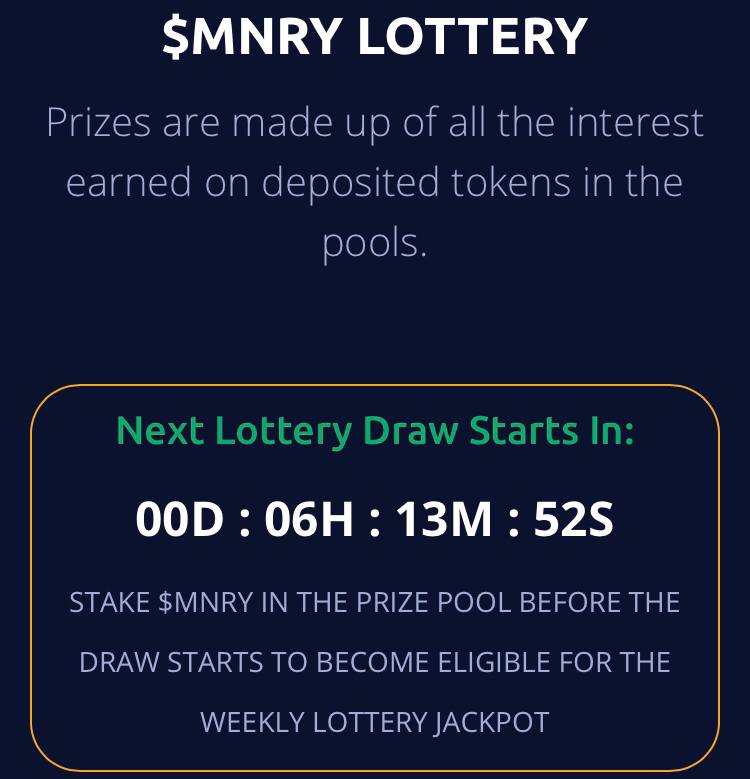 $MNRY LOTTERY
Prizes are made up of all the interest
earned on deposited tokens in the
pools.
Next Lottery Draw Starts In:
00D : 06H : 13M : 52S
STAKE $MNRY IN THE PRIZE POOL BEFORE THE
DRAW STARTS TO BECOME ELIGIBLE FOR THE
WEEKLY LOTTERY JACKPOT